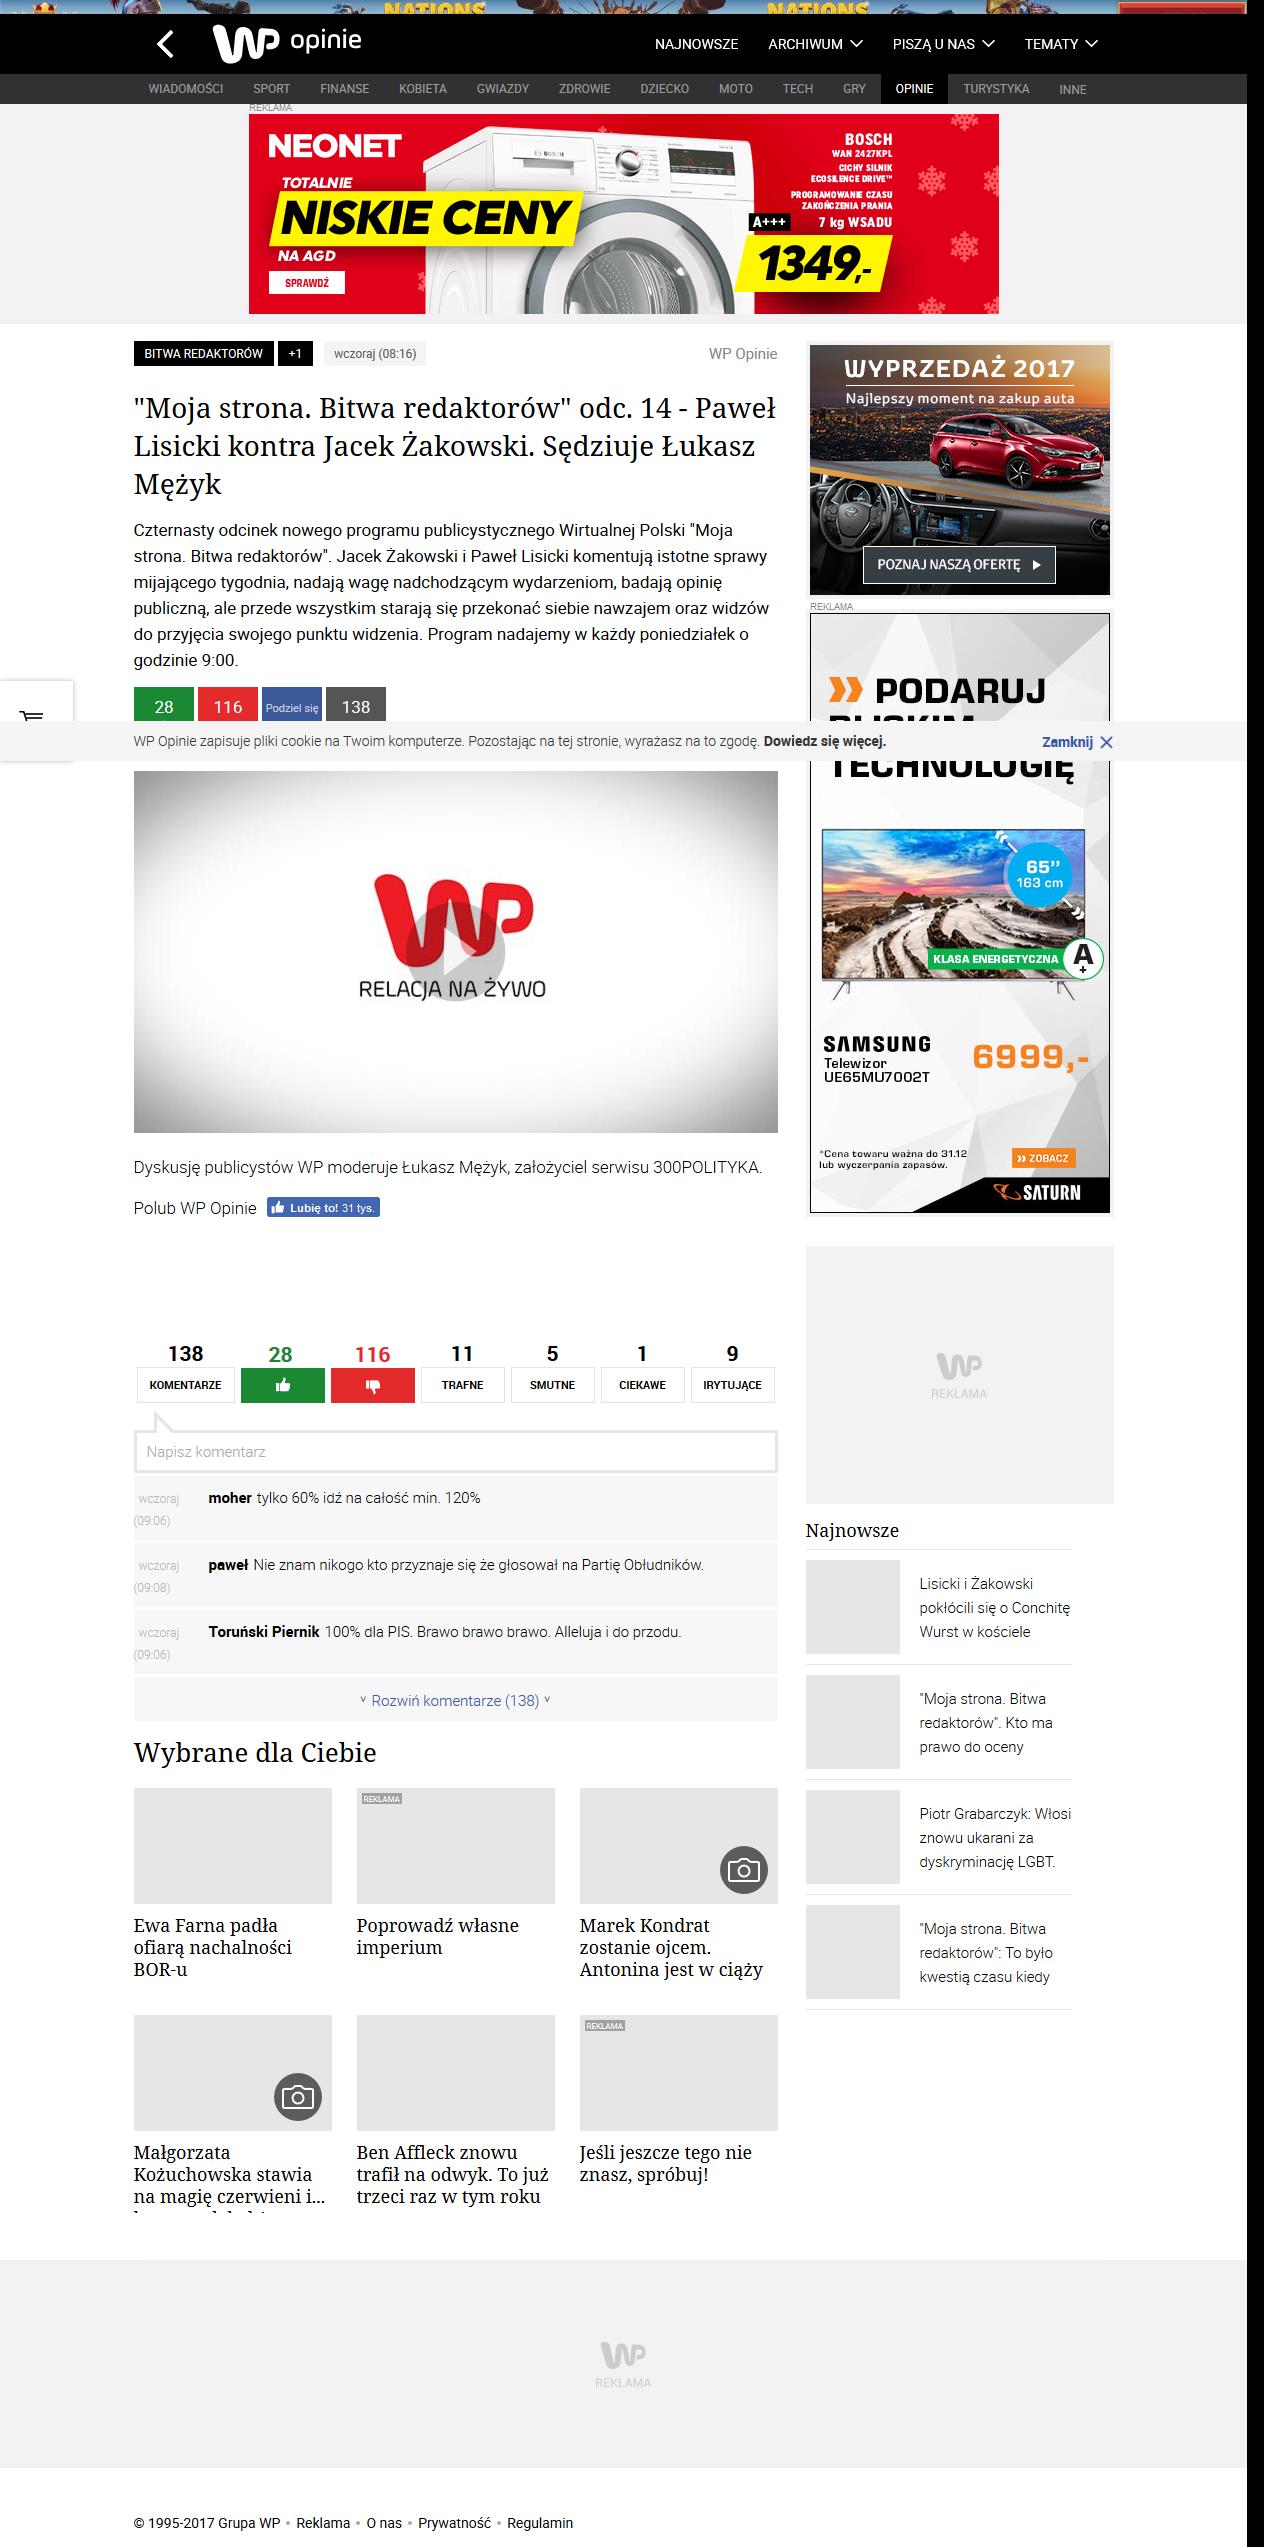 NATIONS NATIONS
WP opinie
NAJNOWSZE ARCHIWUM PISZĄ U NAS TEMATY
WIADOMOŚCI SPORT FINANSE KOBIETA GWIAZDY ZDROWIE DZIECKO MOTO TECH GRY OPINIE TURYSTYKA INNE
REKLAMA
NEONET
TOTALNIE
NISKIE CENY
NA AGD
SPRAWDŹ
BOSCH
BOSCH
WAN 2427KPL
CICHY SILNIK
ECOSILENCE DRIVE™
PROGRAMOWANIE CZASU
ZAKOŃCZENIA PRANIA
A+++ 7 kg WSADU
1349,-
BITWA REDAKTORÓW +1 wczoraj (08:16) WP Opinie
"Moja strona. Bitwa redaktorów" odc. 14 - Paweł
Lisicki kontra Jacek Żakowski. Sędziuje Łukasz
Mężyk
Czternasty odcinek nowego programu publicystycznego Wirtualnej Polski "Moja
strona. Bitwa redaktorów". Jacek Żakowski i Paweł Lisicki komentują istotne sprawy
mijającego tygodnia, nadają wagę nadchodzącym wydarzeniom, badają opinię
publiczną, ale przede wszystkim starają się przekonać siebie nawzajem oraz widzów
do przyjęcia swojego punktu widzenia. Program nadajemy w każdy poniedziałek o
godzinie 9:00.
28 116 Podziel się 138
WP Opinie zapisuje pliki cookie na Twoim komputerze. Pozostając na tej stronie, wyrażasz na to zgodę. Dowiedz się więcej. Zamknij
WP
RELACJA NA ŻYWO
Dyskusję publicystów WP moderuje Łukasz Mężyk, założyciel serwisu 300POLITYKA.
Polub WP Opinie Lubię to! 31 tys.
138 28 116 11 5 1 9
KOMENTARZE TRAFNE SMUTNE CIEKAWE IRYTUJĄCE
Napisz komentarz
wczoraj
(09:06)
moher tylko 60% idź na całość min. 120%
wczoraj
(09:08)
paweł Nie znam nikogo kto przyznaje się że głosował na Partię Obłudników.
wczoraj
(09:06)
Toruński Piernik 100% dla PIS. Brawo brawo brawo. Alleluja i do przodu.
˅ Rozwiń komentarze (138) ˅
Wybrane dla Ciebie
Ewa Farna padła
ofiarą nachalności
BOR-u
REKLAMA
Poprowadź własne
imperium
Marek Kondrat
zostanie ojcem.
Antonina jest w ciąży
Małgorzata
Kożuchowska stawia
na magię czerwieni i...
Ben Affleck znowu
trafił na odwyk. To już
trzeci raz w tym roku
REKLAMA
Jeśli jeszcze tego nie
znasz, spróbuj!
WYPRZEDAŻ 2017
Najlepszy moment na zakup auta
POZNAJ NASZĄ OFERTĘ
REKLAMA
PODARUJ
BLISKIM
TECHNOLOGIĘ
65”
163 cm
KLASA ENERGETYCZNA A+
SAMSUNG
Telewizor
UE65MU7002T
6999,-
*Cena towaru ważna do 31.12
lub wyczerpania zapasów.
ZOBACZ
SATURN
WP
REKLAMA
Najnowsze
Lisicki i Żakowski
pokłócili się o Conchitę
Wurst w kościele
"Moja strona. Bitwa
redaktorów". Kto ma
prawo do oceny
Piotr Grabarczyk: Włosi
znowu ukarani za
dyskryminację LGBT.
"Moja strona. Bitwa
redaktorów": To było
kwestią czasu kiedy
WP
REKLAMA
© 1995-2017 Grupa WP • Reklama • O nas • Prywatność • Regulamin